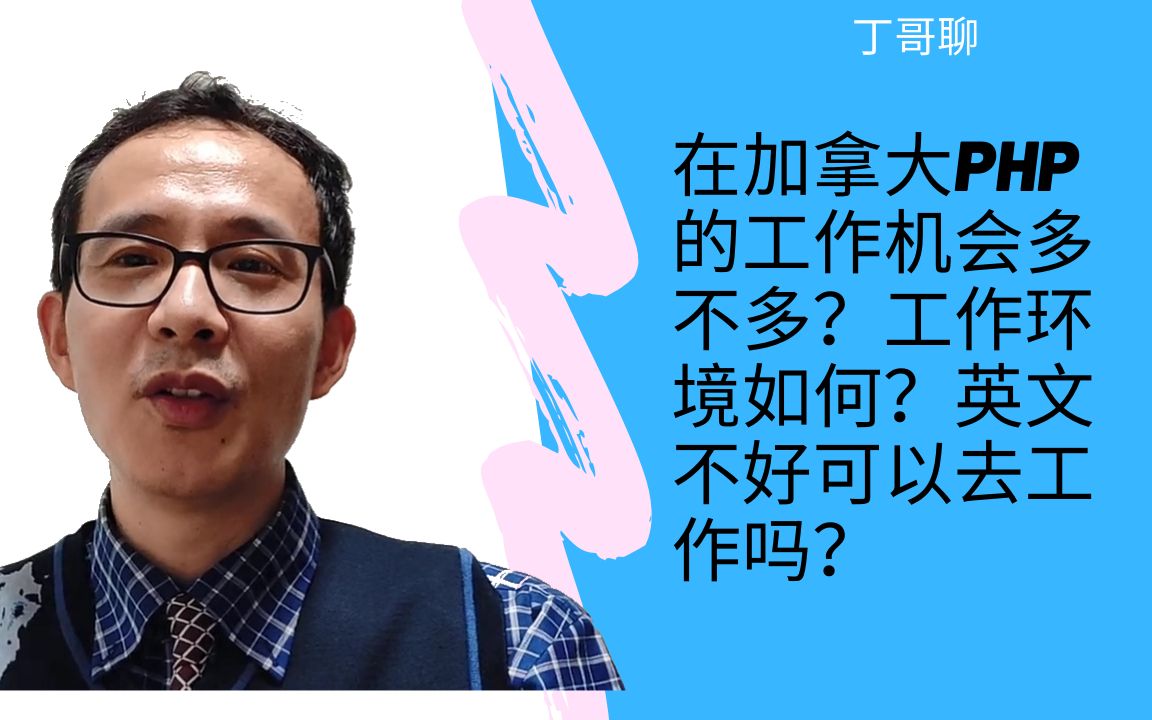 丁哥聊
在加拿大PHP
的工作机会多
不多？工作环
境如何？英文
不好可以去工
作吗？